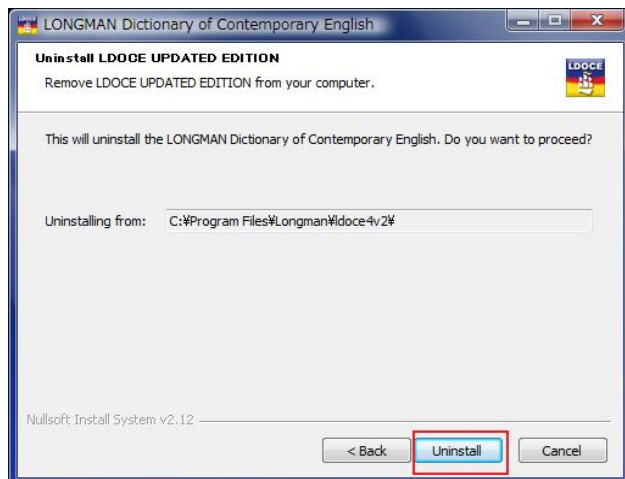 LONGMAN Dictionary of Contemporary English
Uninstall LDOCE UPDATED EDITION
Remove LDOCE UPDATED EDITION from your computer.
LDOCE
This will uninstall the LONGMAN Dictionary of Contemporary English. Do you want to proceed?
Uninstalling from: C:¥Program Files¥Longman¥ldoce4v2¥
Nullsoft Install System v2.12
< Back Uninstall Cancel